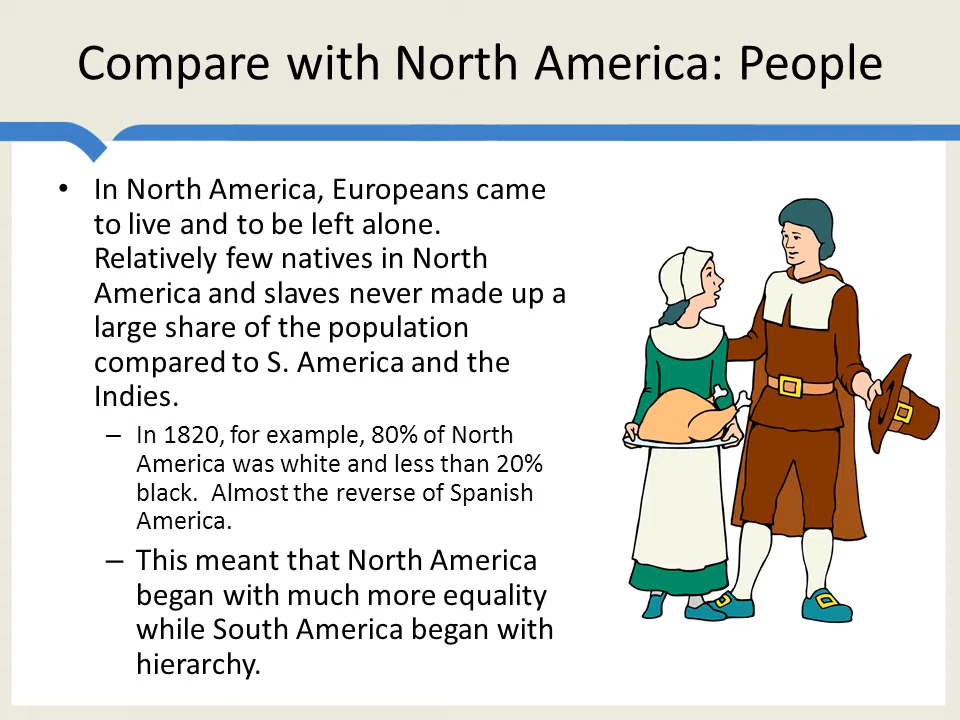 Compare with North America: People
• In North America, Europeans came
to live and to be left alone.
Relatively few natives in North
America and slaves never made up a
large share of the population
compared to S. America and the
Indies.
– In 1820, for example, 80% of North
America was white and less than 20%
black.  Almost the reverse of Spanish
America.
– This meant that North America
began with much more equality
while South America began with
hierarchy.